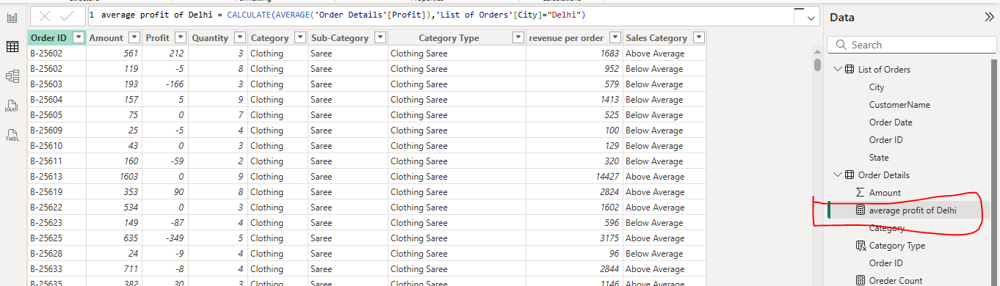 1 average profit of Delhi = CALCULATE(AVERAGE('Order Details'[Profit]),'List of Orders'[City]="Delhi")
Order ID Amount Profit Quantity Category Sub-Category Category Type revenue per order Sales Category
B-25602 561 212 3 Clothing Saree Clothing Saree 1683 Above Average
B-25602 119 -5 8 Clothing Saree Clothing Saree 952 Below Average
B-25603 193 -166 3 Clothing Saree Clothing Saree 579 Below Average
B-25604 157 5 9 Clothing Saree Clothing Saree 1413 Below Average
B-25605 75 0 7 Clothing Saree Clothing Saree 525 Below Average
B-25609 25 -5 4 Clothing Saree Clothing Saree 100 Below Average
B-25610 43 0 3 Clothing Saree Clothing Saree 129 Below Average
B-25611 160 -59 2 Clothing Saree Clothing Saree 320 Below Average
B-25613 1603 0 9 Clothing Saree Clothing Saree 14427 Above Average
B-25619 353 90 8 Clothing Saree Clothing Saree 2824 Above Average
B-25622 534 0 3 Clothing Saree Clothing Saree 1602 Above Average
B-25623 149 -87 4 Clothing Saree Clothing Saree 596 Below Average
B-25625 635 -349 5 Clothing Saree Clothing Saree 3175 Above Average
B-25628 24 -9 4 Clothing Saree Clothing Saree 96 Below Average
B-25633 711 -8 4 Clothing Saree Clothing Saree 2844 Above Average
B-25635 382 30 3 Clothing Saree Clothing Saree 1146 Above Average
Data
Search
List of Orders
City
CustomerName
Order Date
Order ID
State
Order Details
Amount
average profit of Delhi
Category
Category Type
Order ID
Oreder Count
DAX
TMDL